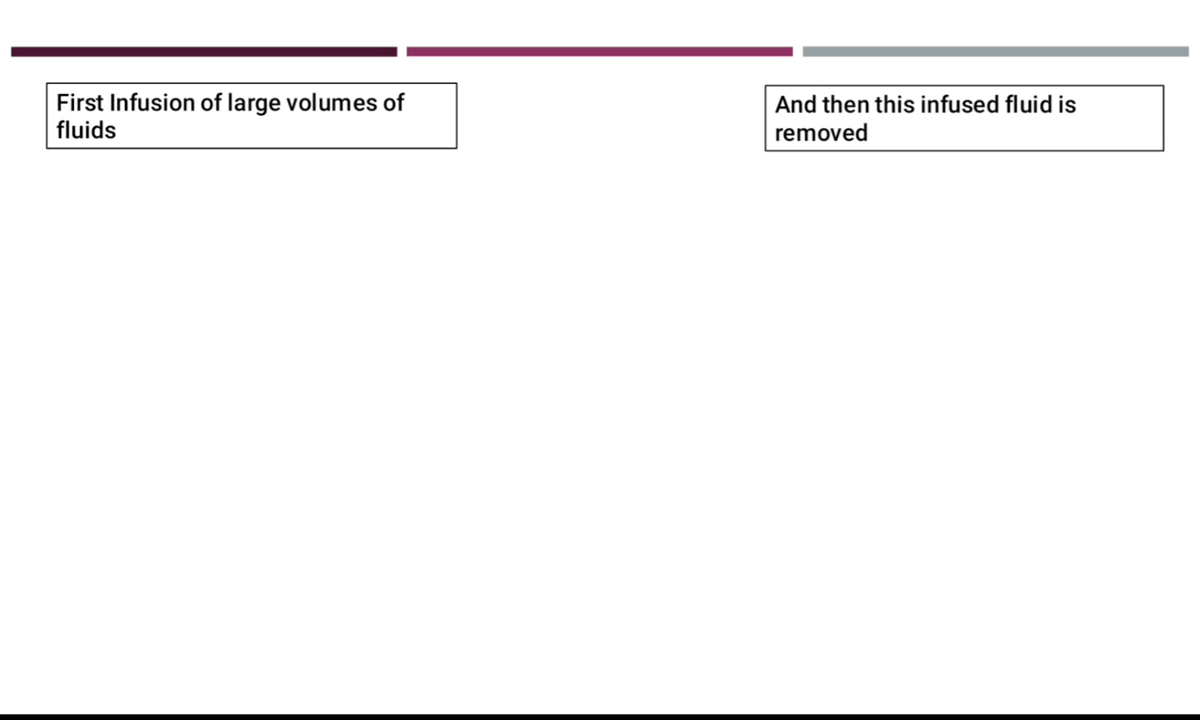 First Infusion of large volumes of
fluids
And then this infused fluid is
removed